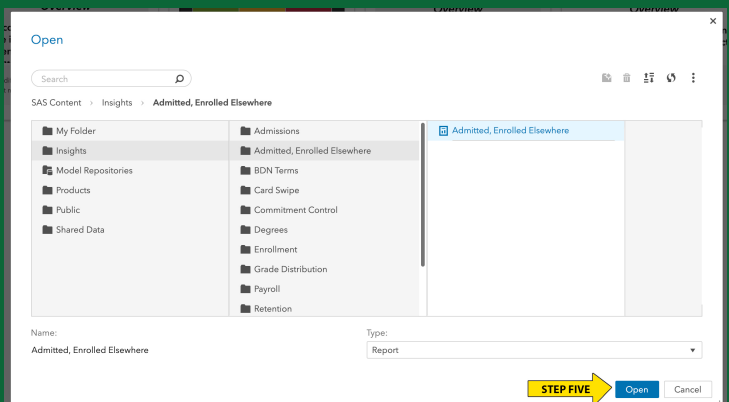 Overview
Overview
Overview
Open
Search
SAS Content > Insights > Admitted, Enrolled Elsewhere
My Folder
Insights
Model Repositories
Products
Public
Shared Data
Admissions
Admitted, Enrolled Elsewhere
BDN Terms
Card Swipe
Commitment Control
Degrees
Enrollment
Grade Distribution
Payroll
Retention
Admitted, Enrolled Elsewhere
Name:
Admitted, Enrolled Elsewhere
Type:
Report
STEP FIVE
Open
Cancel